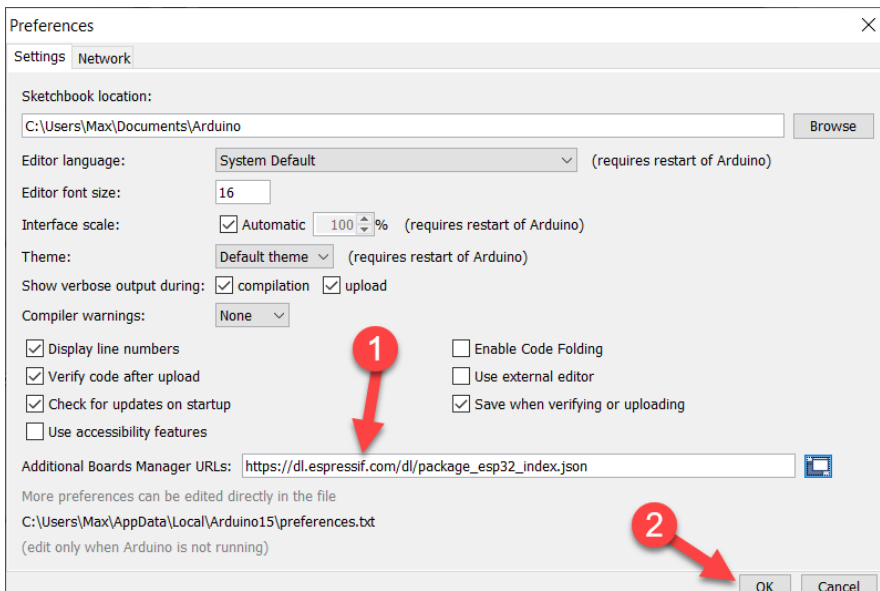 Preferences
Settings Network
Sketchbook location:
C:\Users\Max\Documents\Arduino Browse
Editor language: System Default (requires restart of Arduino)
Editor font size: 16
Interface scale: Automatic 100 % (requires restart of Arduino)
Theme: Default theme (requires restart of Arduino)
Show verbose output during: compilation upload
Compiler warnings: None
1
Display line numbers Enable Code Folding
Verify code after upload Use external editor
Check for updates on startup Save when verifying or uploading
Use accessibility features
Additional Boards Manager URLs: https://dl.espressif.com/dl/package_esp32_index.json
More preferences can be edited directly in the file
C:\Users\Max\AppData\Local\Arduino15\preferences.txt
2
(edit only when Arduino is not running)
OK Cancel